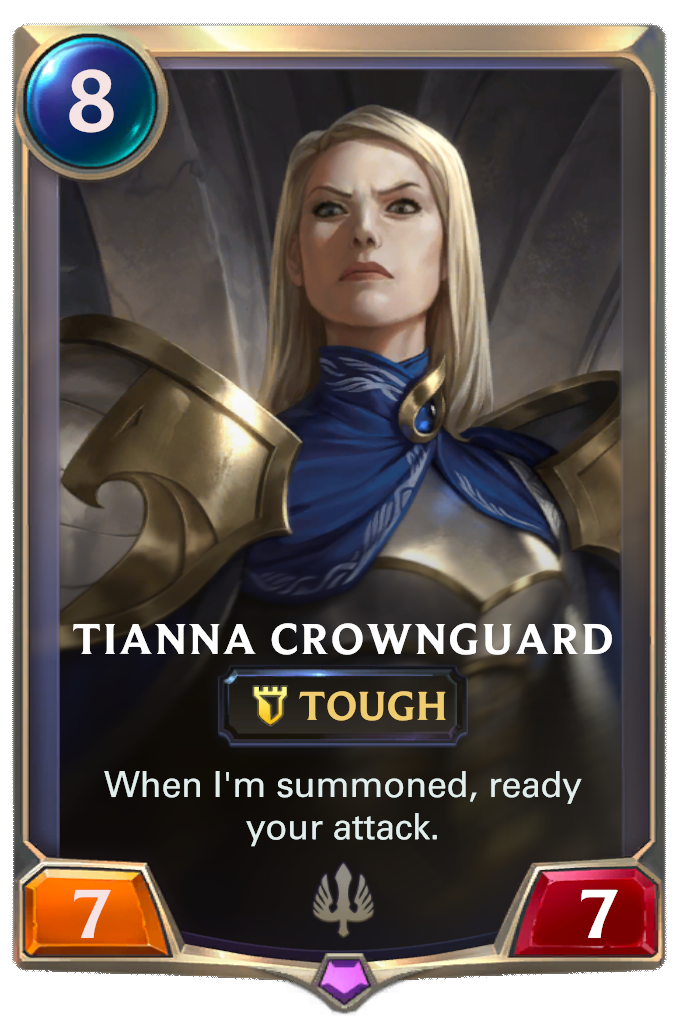 8
TIANNA CROWNGUARD
TOUGH
When I'm summoned, ready
your attack.
7
7